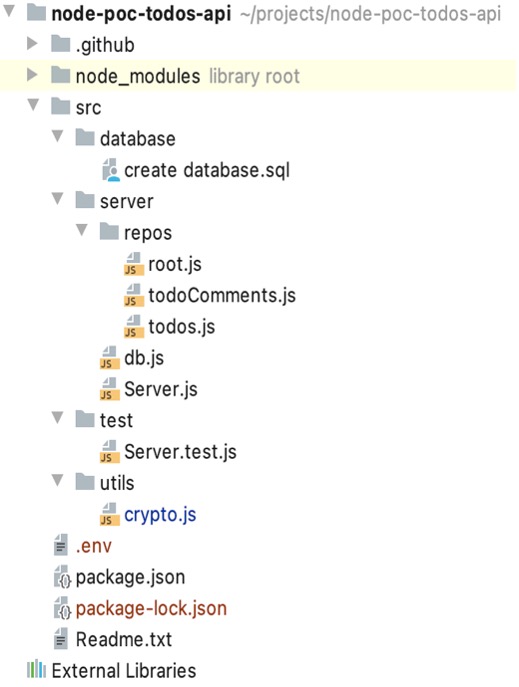 node-poc-todos-api ~/projects/node-poc-todos-api
.github
node_modules library root
src
database
create database.sql
server
repos
JS root.js
JS todoComments.js
JS todos.js
JS db.js
JS Server.js
test
JS Server.test.js
utils
JS crypto.js
.env
package.json
package-lock.json
Readme.txt
External Libraries